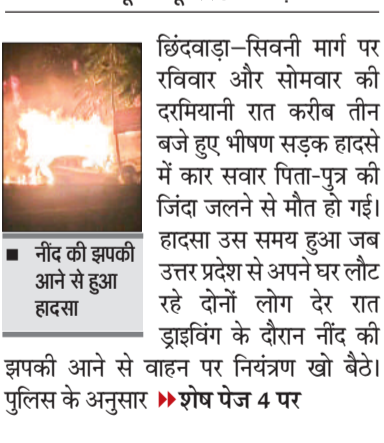 छिंदवाड़ा–सिवनी मार्ग पर
रविवार और सोमवार की
दरमियानी रात करीब तीन
बजे हुए भीषण सड़क हादसे
में कार सवार पिता-पुत्र की
जिंदा जलने से मौत हो गई।
हादसा उस समय हुआ जब
उत्तर प्रदेश से अपने घर लौट
रहे दोनों लोग देर रात
ड्राइविंग के दौरान नींद की
झपकी आने से वाहन पर नियंत्रण खो बैठे।
पुलिस के अनुसार शेष पेज 4 पर
नींद की झपकी
आने से हुआ
हादसा